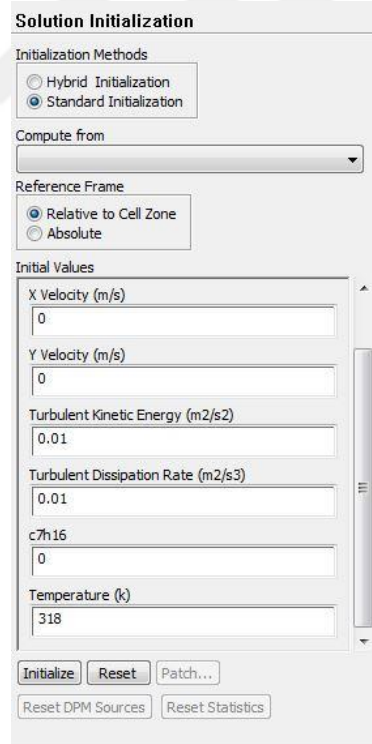 Solution Initialization
Initialization Methods
Hybrid Initialization
Standard Initialization
Compute from
Reference Frame
Relative to Cell Zone
Absolute
Initial Values
X Velocity (m/s)
0
Y Velocity (m/s)
0
Turbulent Kinetic Energy (m2/s2)
0.01
Turbulent Dissipation Rate (m2/s3)
0.01
c7h16
0
Temperature (k)
318
Initialize Reset Patch...
Reset DPM Sources Reset Statistics